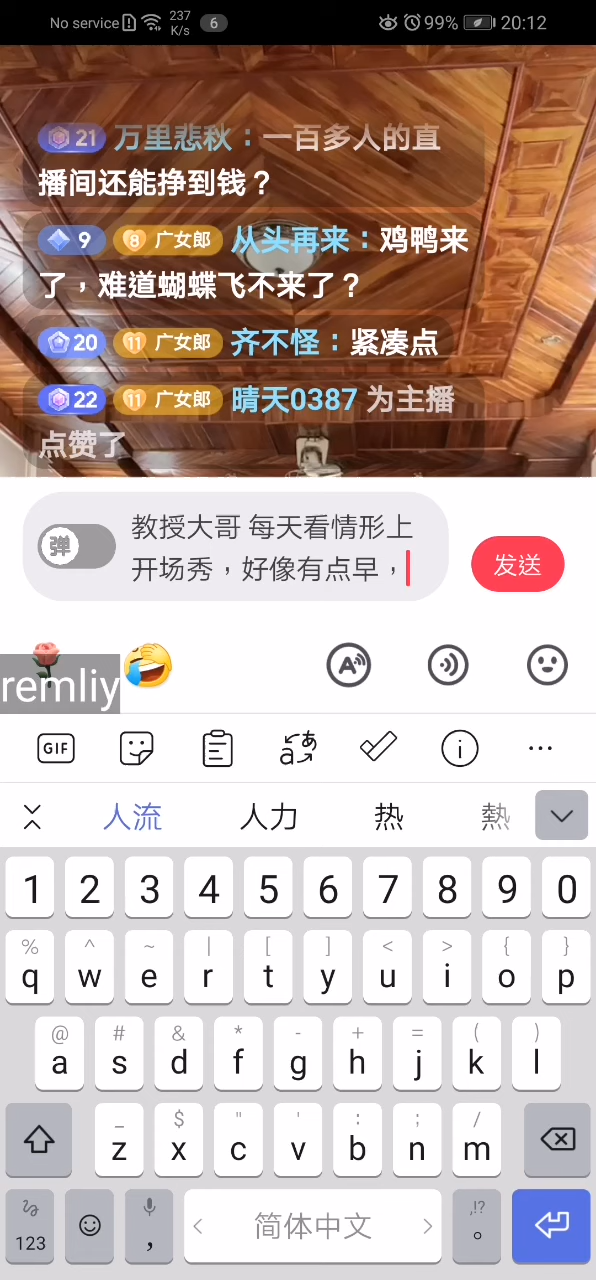 No service 237 K/s 6 99% 20:12
21 万里悲秋：一百多人的直
播间还能挣到钱？
9 8 广女郎 从头再来：鸡鸭来
了，难道蝴蝶飞不来了？
20 11 广女郎 齐不怪：紧凑点
22 11 广女郎 晴天0387 为主播
点赞了
弹 教授大哥 每天看情形上
开场秀，好像有点早，
发送
remliy
GIF
人流 人力 热 熱
1 2 3 4 5 6 7 8 9 0
% ^ ~ | [ ] < > { }
q w e r t y u i o p
@ # & * - + = ( )
a s d f g h j k l
_ $ " ' : ; /
z x c v b n m
,!?
123 , 简体中文 。